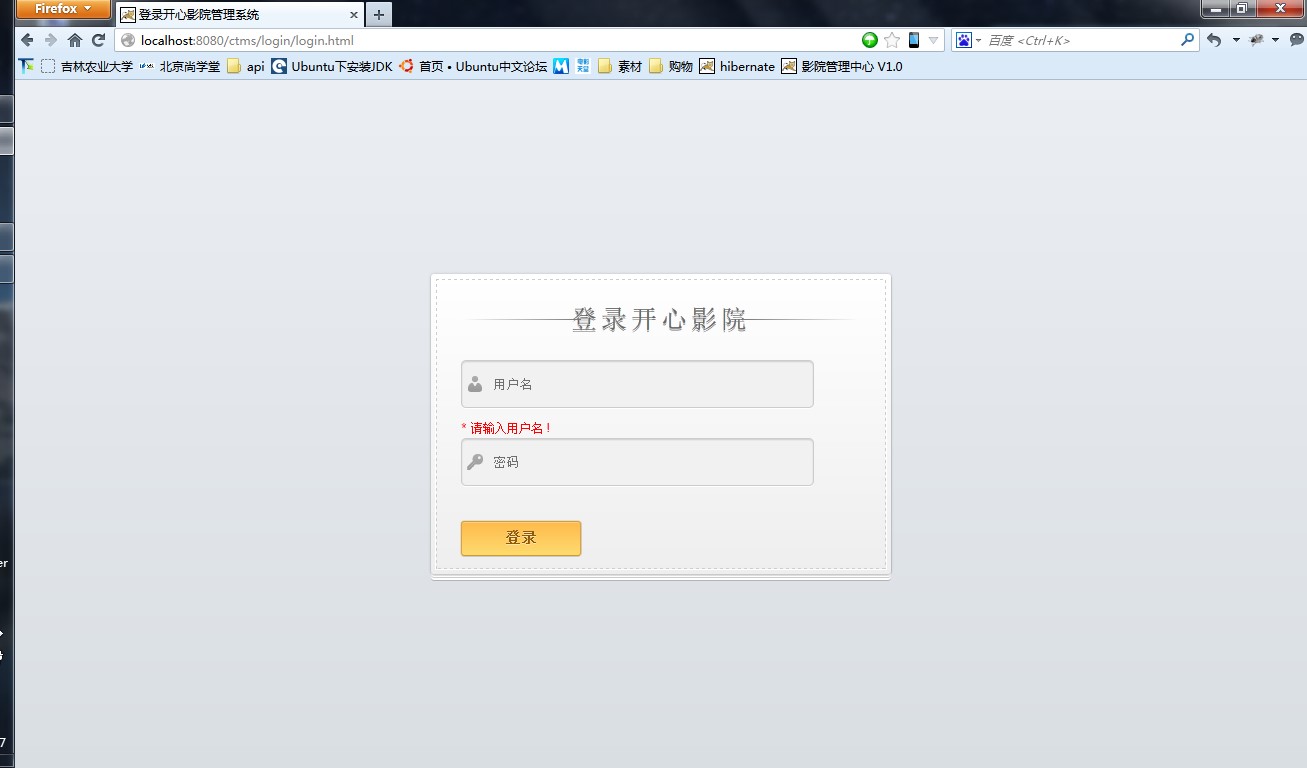 Firefox
登录开心影院管理系统
localhost:8080/ctms/login/login.html
百度 <Ctrl+K>
吉林农业大学 北京尚学堂 api Ubuntu下安装JDK 首页 • Ubuntu中文论坛 素材 购物 hibernate 影院管理中心 V1.0
登录开心影院
用户名
* 请输入用户名！
密码
登录
er
7